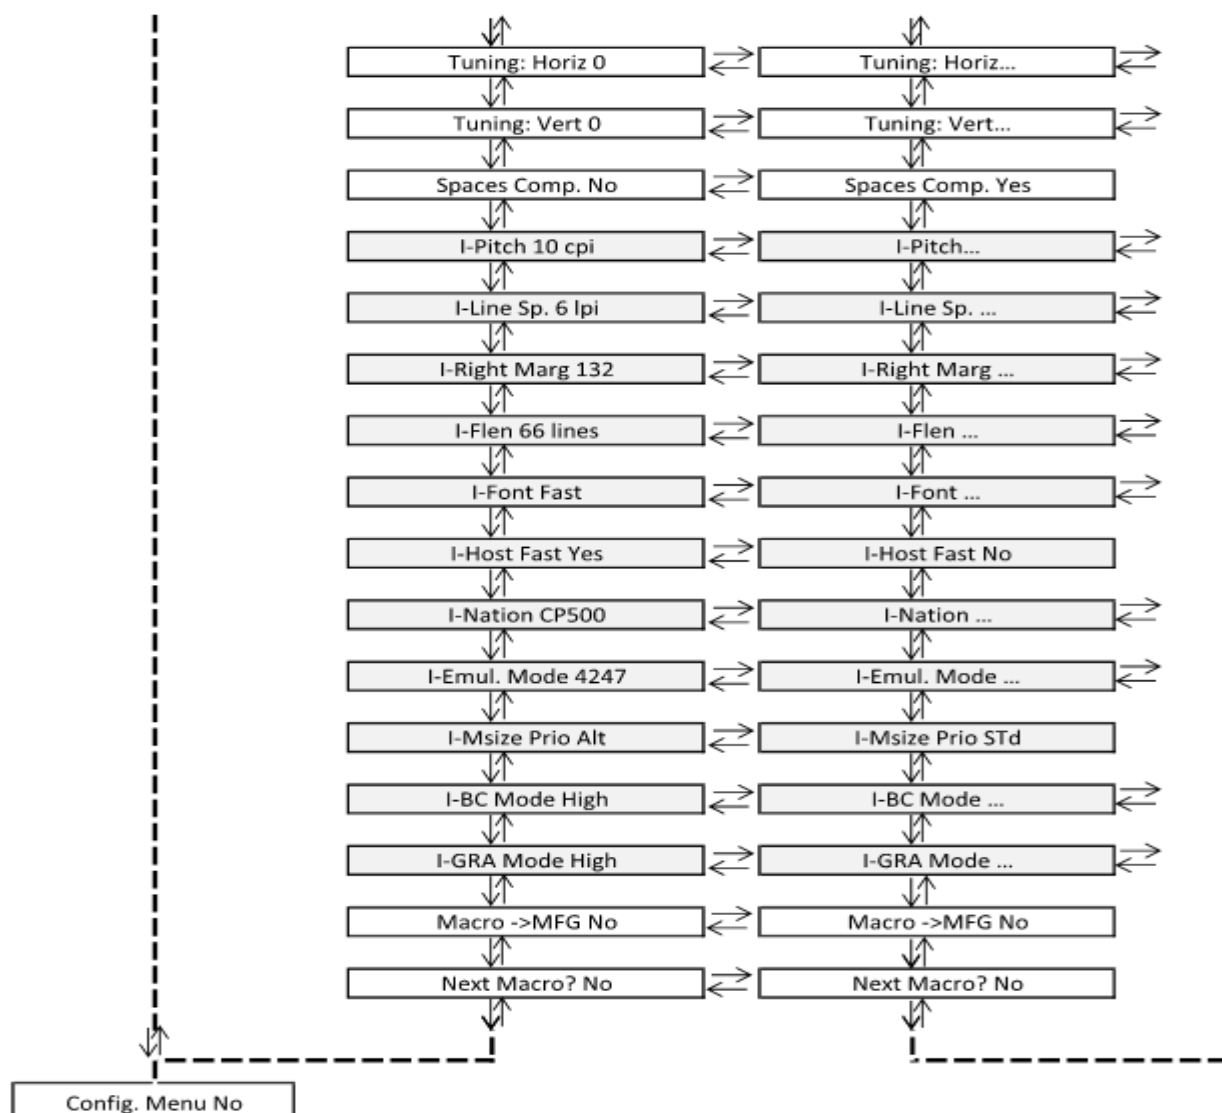 Tuning: Horiz 0 Tuning: Horiz...
Tuning: Vert 0 Tuning: Vert...
Spaces Comp. No Spaces Comp. Yes
I-Pitch 10 cpi I-Pitch...
I-Line Sp. 6 lpi I-Line Sp. ...
I-Right Marg 132 I-Right Marg ...
I-Flen 66 lines I-Flen ...
I-Font Fast I-Font ...
I-Host Fast Yes I-Host Fast No
I-Nation CP500 I-Nation ...
I-Emul. Mode 4247 I-Emul. Mode ...
I-Msize Prio Alt I-Msize Prio STd
I-BC Mode High I-BC Mode ...
I-GRA Mode High I-GRA Mode ...
Macro ->MFG No Macro ->MFG No
Next Macro? No Next Macro? No
Config. Menu No